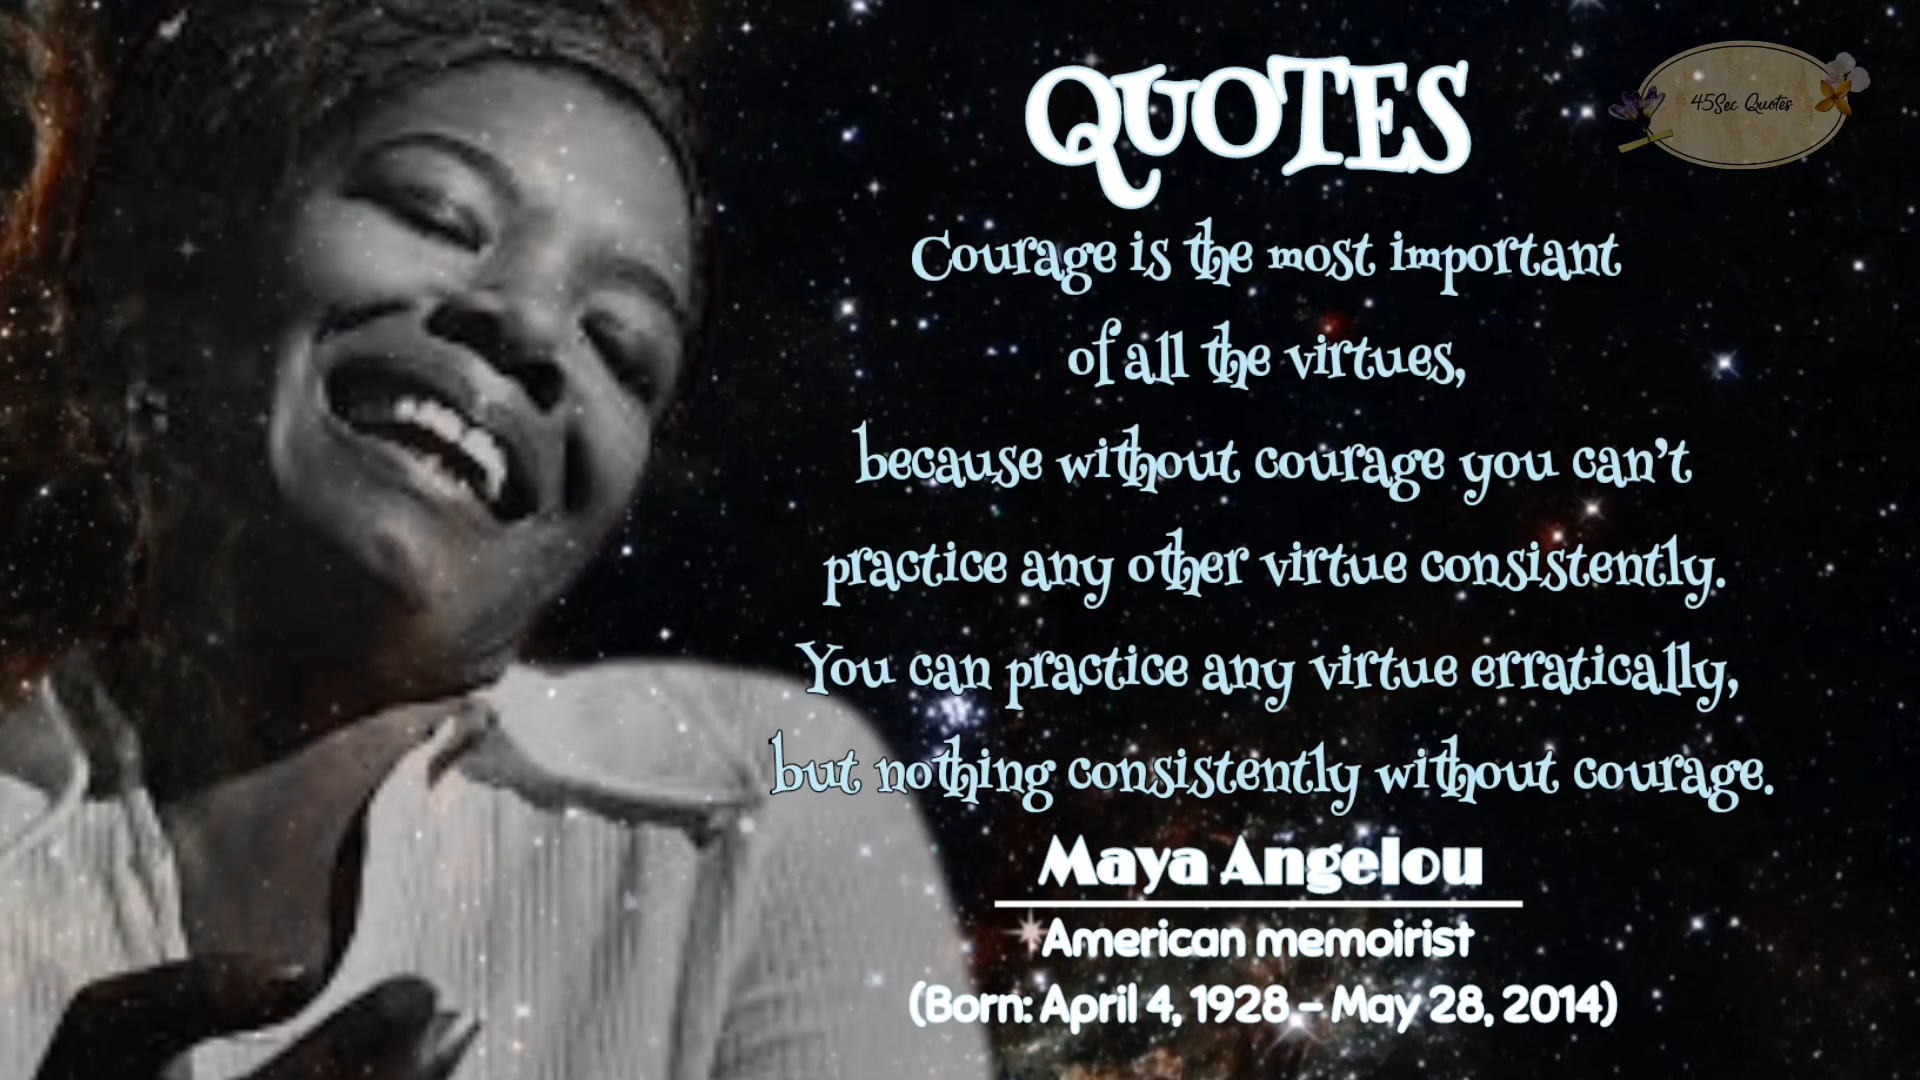 QUOTES
45Sec Quotes
Courage is the most important
of all the virtues,
because without courage you can’t
practice any other virtue consistently.
You can practice any virtue erratically,
but nothing consistently without courage.
Maya Angelou
American memoirist
(Born: April 4, 1928 – May 28, 2014)